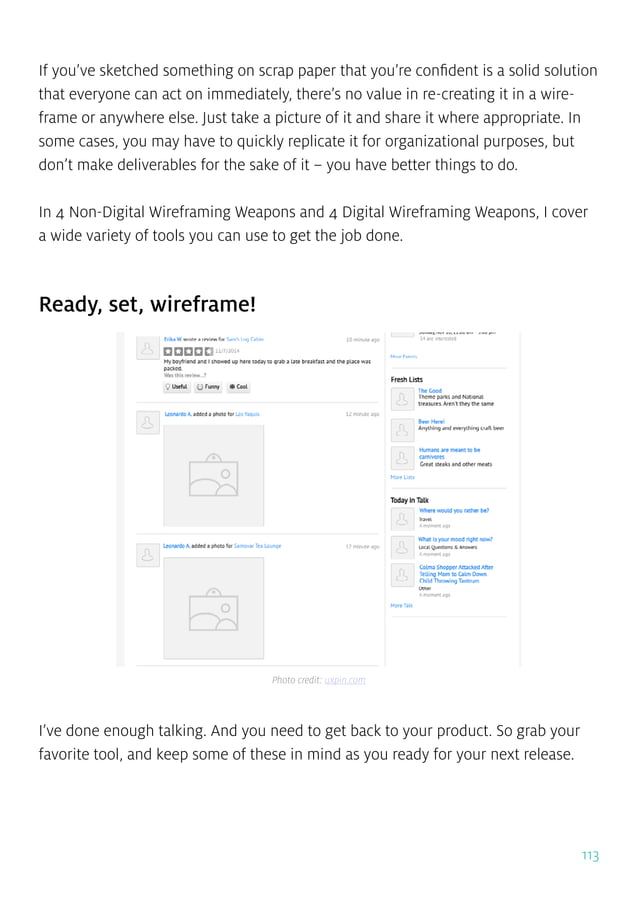 If you’ve sketched something on scrap paper that you’re confident is a solid solution
that everyone can act on immediately, there’s no value in re-creating it in a wire-
frame or anywhere else. Just take a picture of it and share it where appropriate. In
some cases, you may have to quickly replicate it for organizational purposes, but
don’t make deliverables for the sake of it – you have better things to do.
In 4 Non-Digital Wireframing Weapons and 4 Digital Wireframing Weapons, I cover
a wide variety of tools you can use to get the job done.
Ready, set, wireframe!
Erika W wrote a review for Sam's Log Cabin 10 minute ago
11/7/2014
My boyfriend and I showed up here today to grab a late breakfast and the place was
packed.
Was this review...?
Useful Funny Cool
Leonardo A. added a photo for Los Yaquis 12 minute ago
Leonardo A. added a photo for Samovar Tea Lounge 13 minute ago
14 are interested
More Events
Fresh Lists
The Good
Theme parks and National
treasures. Aren't they the same
Beer Here!
Anything and everything craft beer
Humans are meant to be
carnivores
Great steaks and other meats
More Lists
Today in Talk
Where would you rather be?
Travel
A moment ago
What is your mood right now?
Local Questions & Answers
A moment ago
Colma Shopper Attacked After
Telling Mom to Calm Down
Child Throwing Tantrum
Other
A moment ago
More Talk
Photo credit: uxpin.com
I’ve done enough talking. And you need to get back to your product. So grab your
favorite tool, and keep some of these in mind as you ready for your next release.
113